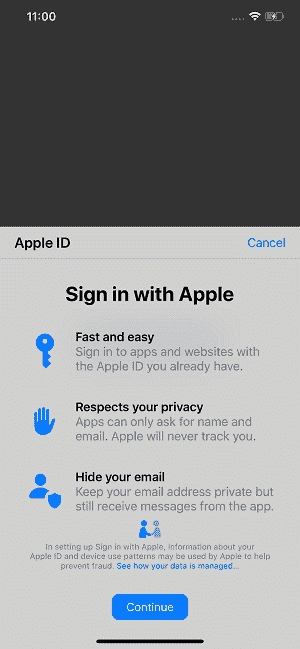 11:00
Apple ID
Cancel
Sign in with Apple
Fast and easy
Sign in to apps and websites with
the Apple ID you already have.
Respects your privacy
Apps can only ask for name and
email. Apple will never track you.
Hide your email
Keep your email address private but
still receive messages from the app.
In setting up Sign in with Apple, information about your
Apple ID and device use patterns may be used by Apple to help
prevent fraud. See how your data is managed...
Continue